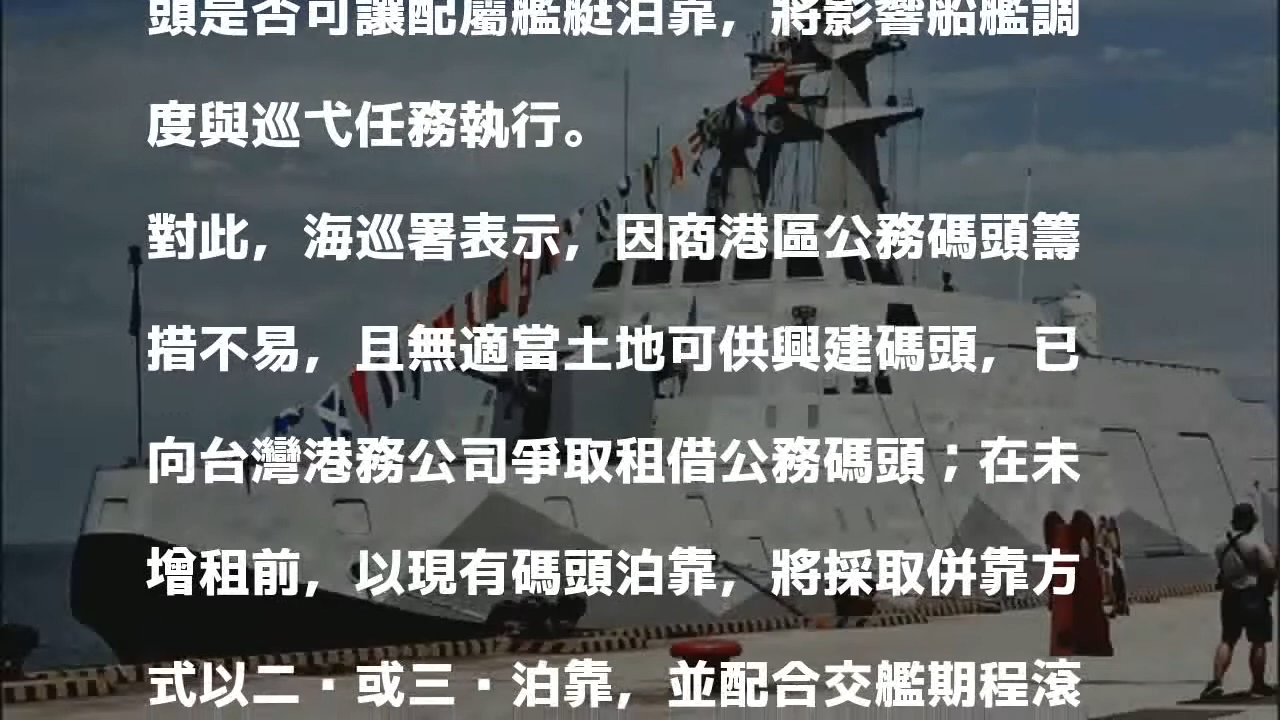 頭是否可讓配屬艦艇泊靠，將影響船艦調
度與巡弋任務執行。
對此，海巡署表示，因商港區公務碼頭籌
措不易，且無適當土地可供興建碼頭，已
向台灣港務公司爭取租借公務碼頭；在未
增租前，以現有碼頭泊靠，將採取併靠方
式以二·或三·泊靠，並配合交艦期程滾